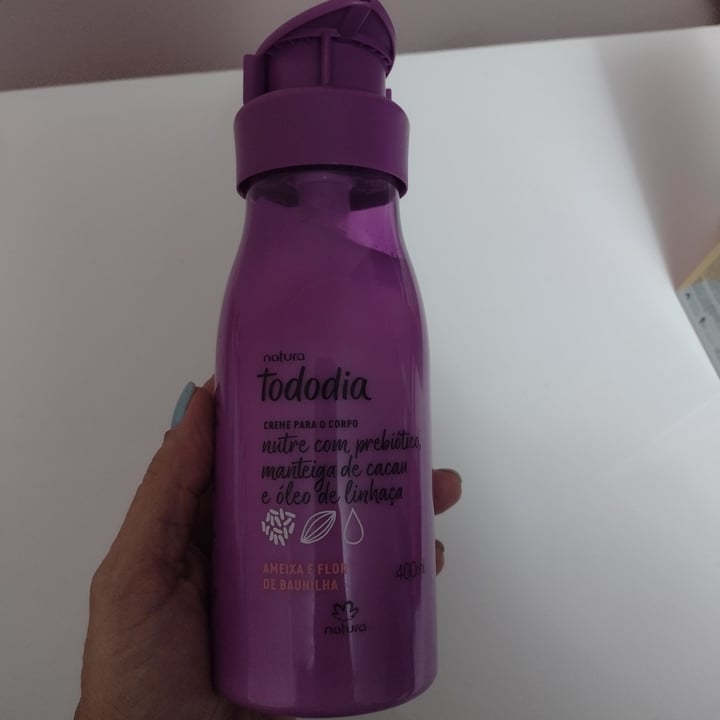 natura
tododia
CREME PARA O CORPO
nutre com prebiótico,
manteiga de cacau
e óleo de linhaça
AMEIXA E FLOR
DE BAUNILHA
400ml
natura